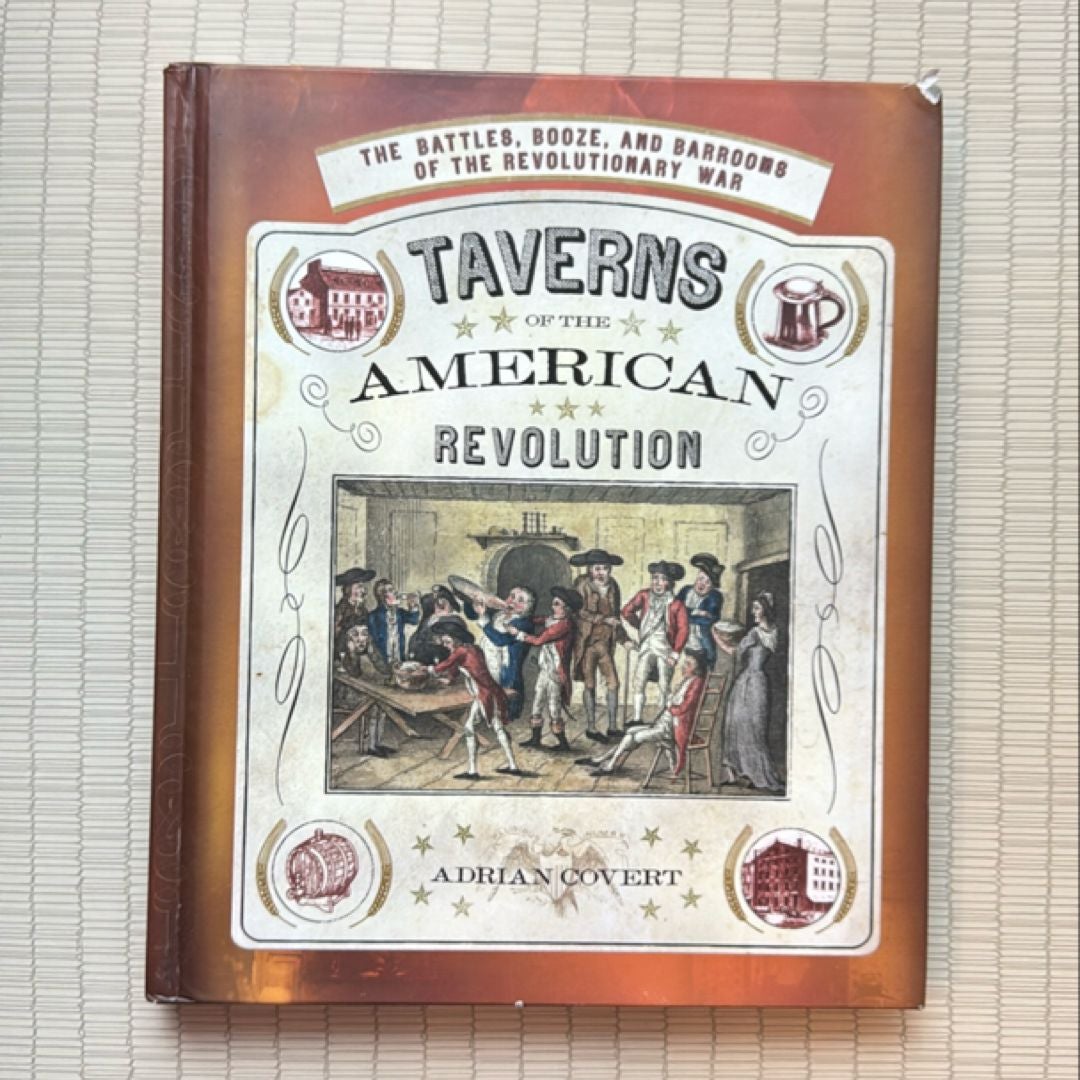 THE BATTLES, BOOZE, AND BARROOMS
OF THE REVOLUTIONARY WAR
TAVERNS
OF THE
AMERICAN
REVOLUTION
ADRIAN COVERT